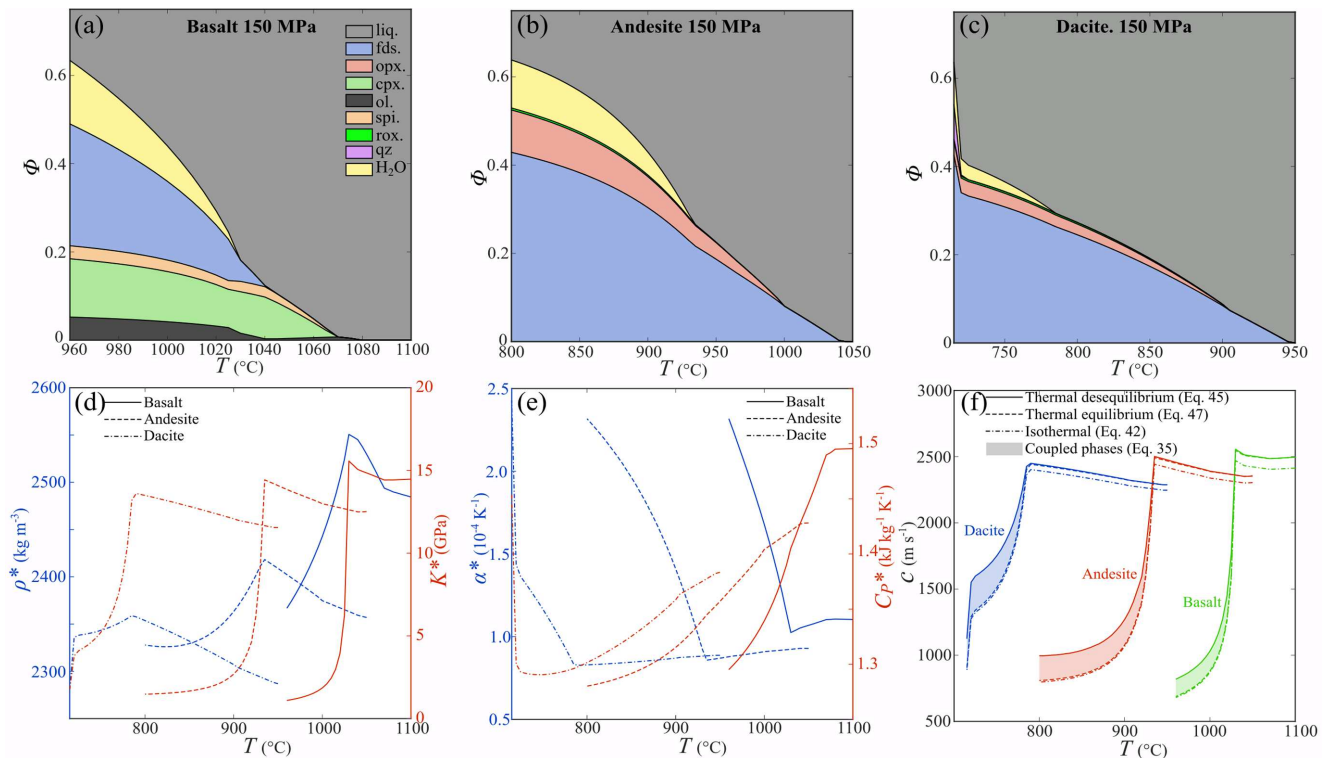 (a) Basalt 150 MPa
liq.
fds.
opx.
cpx.
ol.
spi.
rox.
qz
H₂O
0.6
0.4
0.2
0
Φ
960 980 1000 1020 1040 1060 1080 1100
T (°C)
(b) Andesite 150 MPa
0.6
0.4
0.2
0
Φ
800 850 900 950 1000 1050
T (°C)
(c) Dacite. 150 MPa
0.6
0.4
0.2
0
Φ
750 800 850 900 950
T (°C)
(d)
Basalt
Andesite
Dacite
2600
2500
2400
2300
ρ* (kg m⁻³)
20
15
10
5
0
K* (GPa)
800 900 1000 1100
T (°C)
(e)
Basalt
Andesite
Dacite
2.5
2.0
1.5
1.0
0.5
α* (10⁻⁴ K⁻¹)
1.5
1.4
1.3
C_P* (kJ kg⁻¹ K⁻¹)
800 900 1000 1100
T (°C)
(f)
Thermal desequilibrium (Eq. 45)
Thermal equilibrium (Eq. 47)
Isothermal (Eq. 42)
Coupled phases (Eq. 35)
3000
2500
2000
1500
1000
500
c (m s⁻¹)
Dacite
Andesite
Basalt
800 900 1000 1100
T (°C)